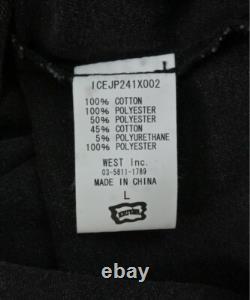 L
ICEJP241X002
100% COTTON
100% POLYESTER
50% POLYESTER
45% COTTON
5% POLYURETHANE
100% POLYESTER
WEST Inc.
03-5811-1789
MADE IN CHINA
L